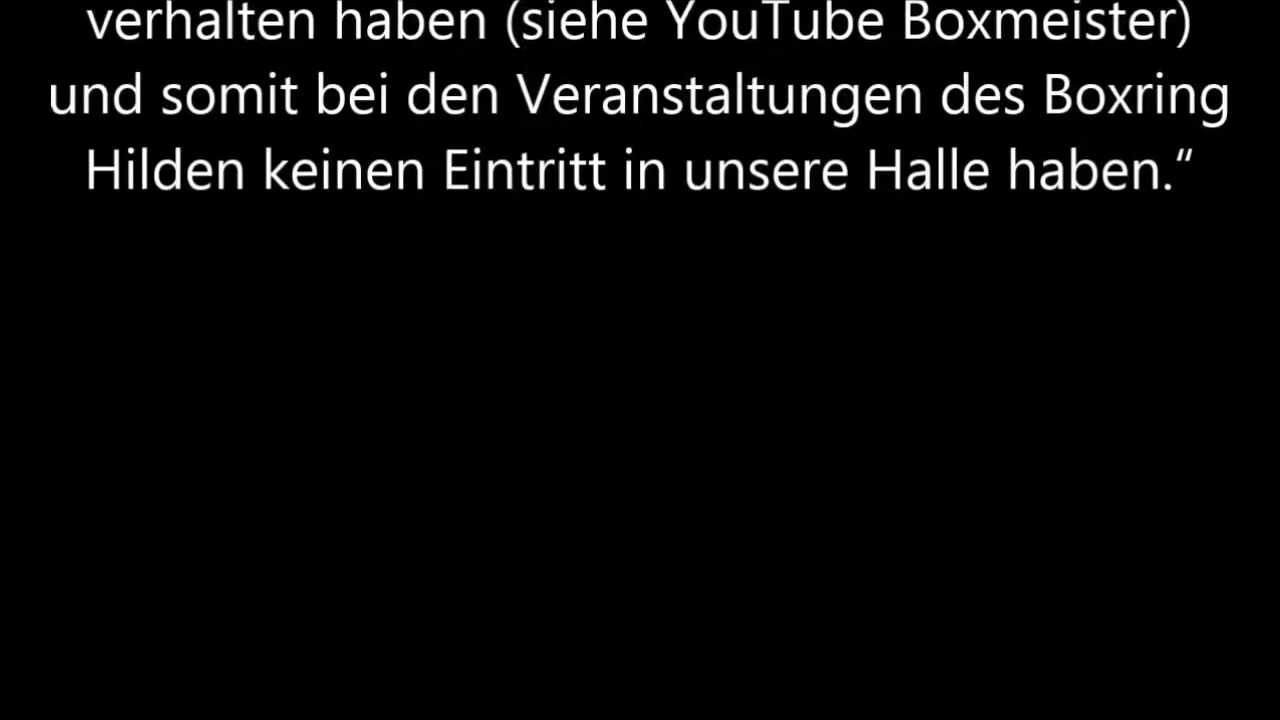 verhalten haben (siehe YouTube Boxmeister)
und somit bei den Veranstaltungen des Boxring
Hilden keinen Eintritt in unsere Halle haben.“